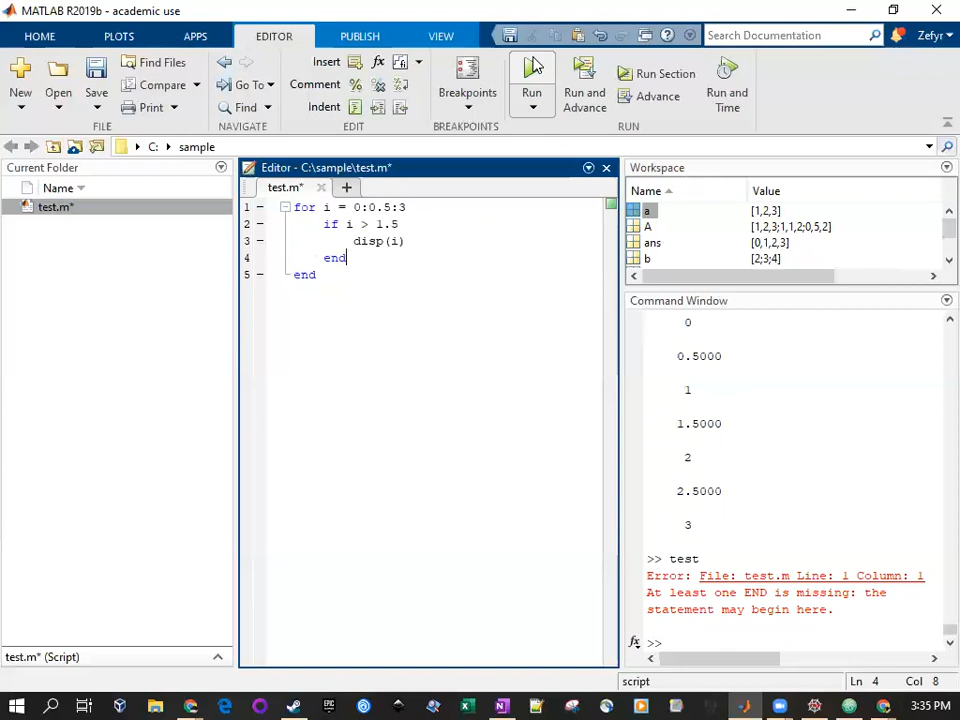 MATLAB R2019b - academic use
HOME PLOTS APPS EDITOR PUBLISH VIEW Search Documentation Zefyr
New Open Save Find Files Compare Print
FILE
Go To Find
NAVIGATE
Insert fx
Comment %
Indent
EDIT
Breakpoints
BREAKPOINTS
Run Run and Advance Run Section Advance Run and Time
RUN
C: sample
Current Folder
Name
test.m*
test.m* (Script)
Editor - C:\sample\test.m*
test.m*
1 for i = 0:0.5:3
2 if i > 1.5
3 disp(i)
4 end
5 end
Workspace
Name Value
a [1,2,3]
A [1,2,3;1,1,2;0,5,2]
ans [0,1,2,3]
b [2;3;4]
Command Window
0
0.5000
1
1.5000
2
2.5000
3
>> test
Error: File: test.m Line: 1 Column: 1
At least one END is missing: the
statement may begin here.
fx >>
script Ln 4 Col 8
3:35 PM